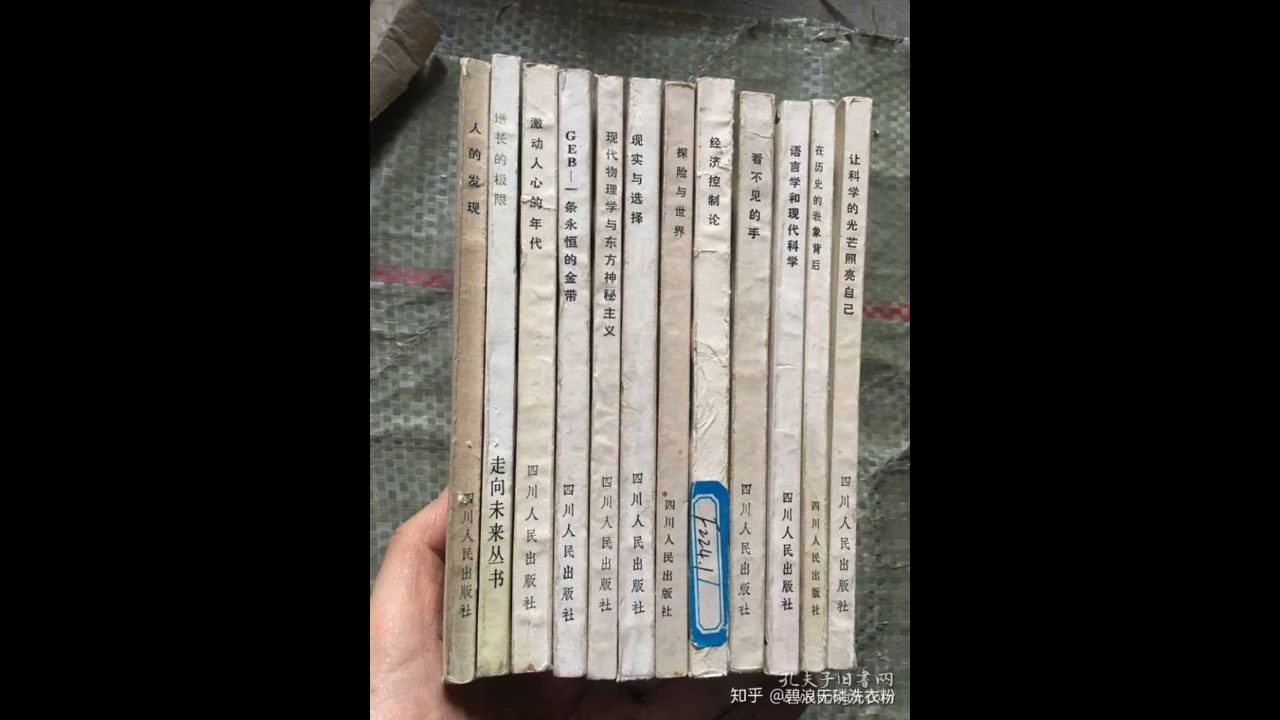 人的发现
四川人民出版社
增长的极限
走向未来丛书
激动人心的年代
四川人民出版社
GEB—一条永恒的金带
四川人民出版社
现代物理学与东方神秘主义
四川人民出版社
现实与选择
四川人民出版社
探险与世界
四川人民出版社
经济控制论
F224.1
看不见的手
四川人民出版社
语言学和现代科学
四川人民出版社
在历史的表象背后
四川人民出版社
让科学的光芒照亮自己
四川人民出版社
孔夫子旧书网
知乎 @碧浪无磷洗衣粉